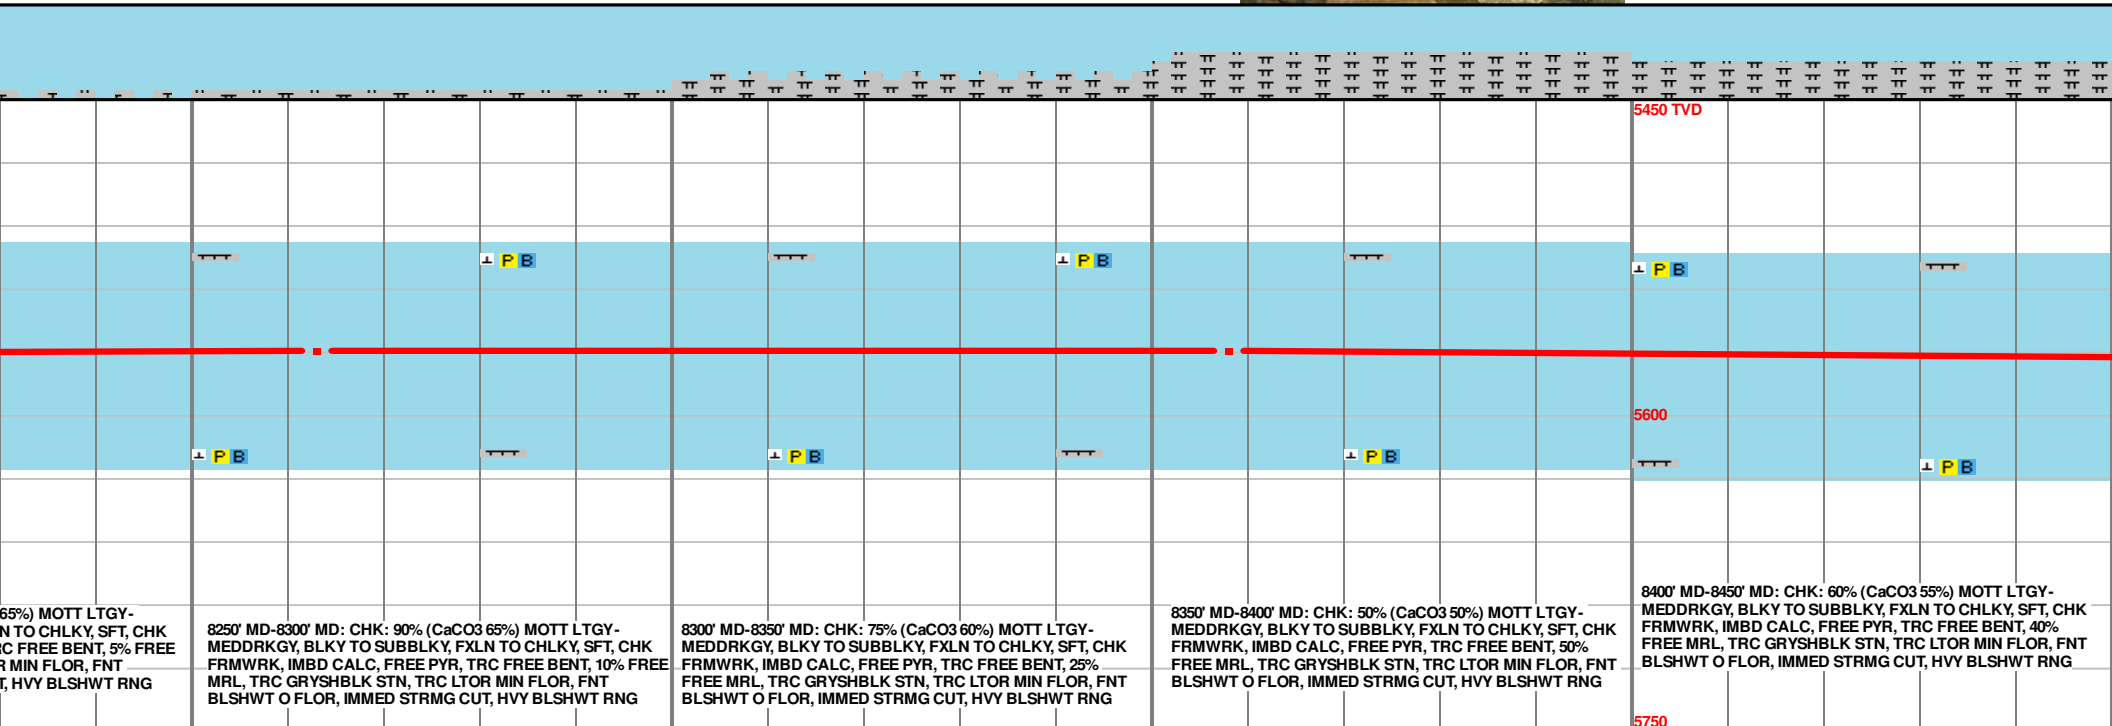 5450 TVD
P B
P B
P B
5600
P B
P B
P B
P B
65%) MOTT LTGY-
N TO CHLKY, SFT, CHK
RC FREE BENT, 5% FREE
R MIN FLOR, FNT
T, HVY BLSHWT RNG
8250' MD-8300' MD: CHK: 90% (CaCO3 65%) MOTT LTGY-
MEDDRKGY, BLKY TO SUBBLKY, FXLN TO CHLKY, SFT, CHK
FRMWRK, IMBD CALC, FREE PYR, TRC FREE BENT, 10% FREE
MRL, TRC GRYSHBLK STN, TRC LTOR MIN FLOR, FNT
BLSHWT O FLOR, IMMED STRMG CUT, HVY BLSHWT RNG
8300' MD-8350' MD: CHK: 75% (CaCO3 60%) MOTT LTGY-
MEDDRKGY, BLKY TO SUBBLKY, FXLN TO CHLKY, SFT, CHK
FRMWRK, IMBD CALC, FREE PYR, TRC FREE BENT, 25%
FREE MRL, TRC GRYSHBLK STN, TRC LTOR MIN FLOR, FNT
BLSHWT O FLOR, IMMED STRMG CUT, HVY BLSHWT RNG
8350' MD-8400' MD: CHK: 50% (CaCO3 50%) MOTT LTGY-
MEDDRKGY, BLKY TO SUBBLKY, FXLN TO CHLKY, SFT, CHK
FRMWRK, IMBD CALC, FREE PYR, TRC FREE BENT, 50%
FREE MRL, TRC GRYSHBLK STN, TRC LTOR MIN FLOR, FNT
BLSHWT O FLOR, IMMED STRMG CUT, HVY BLSHWT RNG
8400' MD-8450' MD: CHK: 60% (CaCO3 55%) MOTT LTGY-
MEDDRKGY, BLKY TO SUBBLKY, FXLN TO CHLKY, SFT, CHK
FRMWRK, IMBD CALC, FREE PYR, TRC FREE BENT, 40%
FREE MRL, TRC GRYSHBLK STN, TRC LTOR MIN FLOR, FNT
BLSHWT O FLOR, IMMED STRMG CUT, HVY BLSHWT RNG
5750